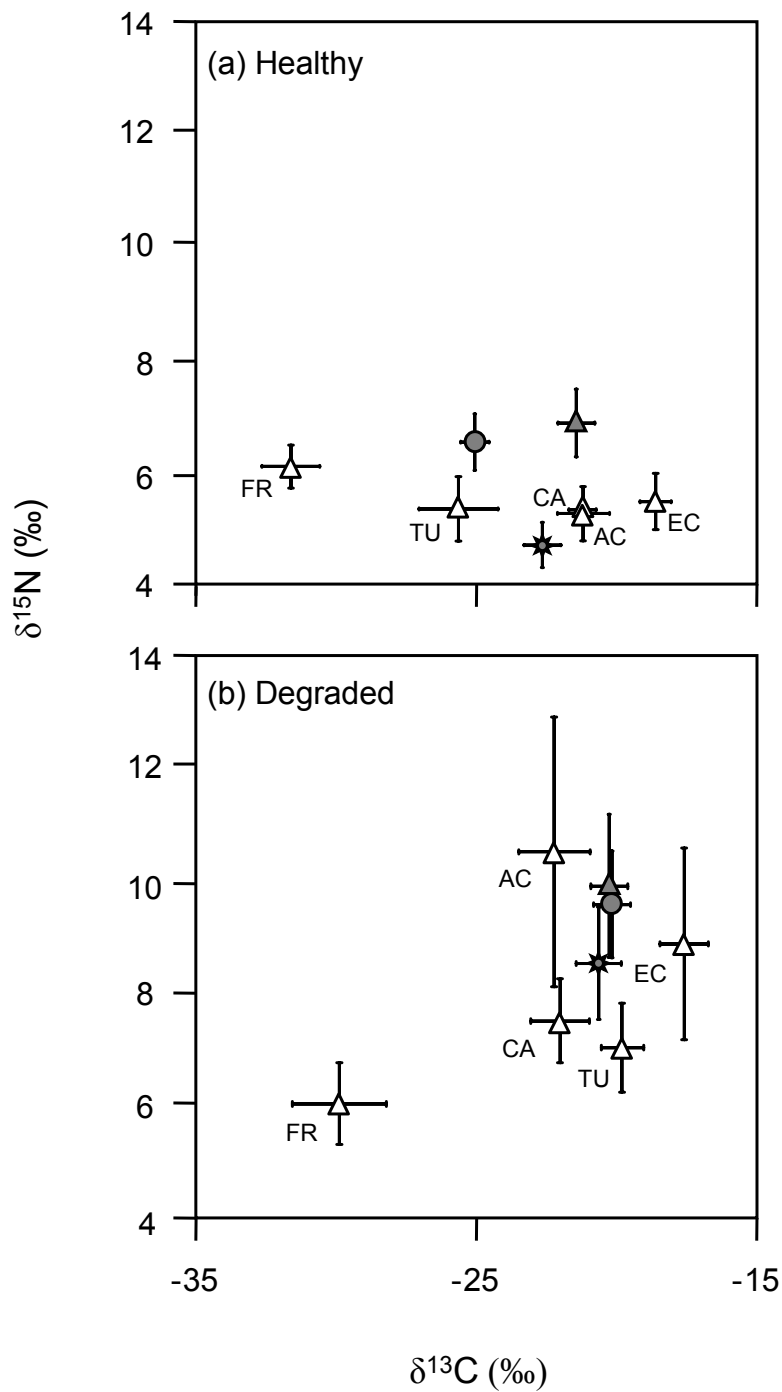 14
(a) Healthy
12
10
8
6
4
FR
TU
CA
AC
EC
δ15N (‰)
14
(b) Degraded
12
10
8
6
4
AC
EC
CA
TU
FR
-35
-25
-15
δ13C (‰)